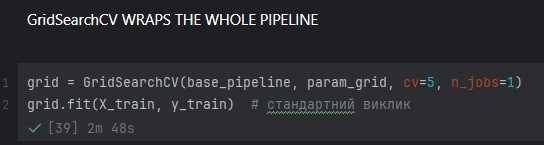 GridSearchCV WRAPS THE WHOLE PIPELINE
1 grid = GridSearchCV(base_pipeline, param_grid, cv=5, n_jobs=1)
2 grid.fit(X_train, y_train)  # стандартний виклик
✓ [39] 2m 48s